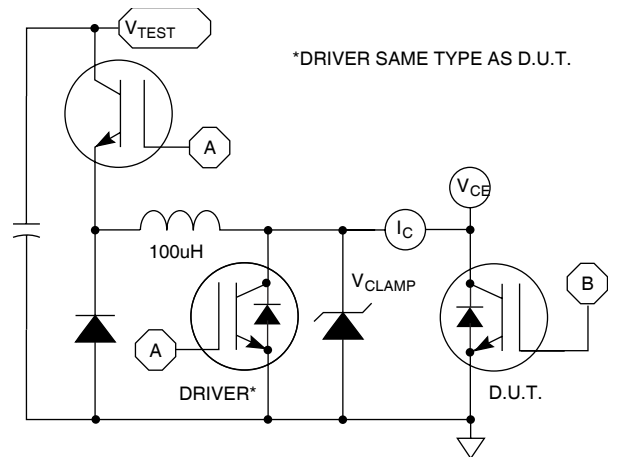 VTEST
*DRIVER SAME TYPE AS D.U.T.
A
VCE
IC
100uH
VCLAMP
B
A
DRIVER*
D.U.T.